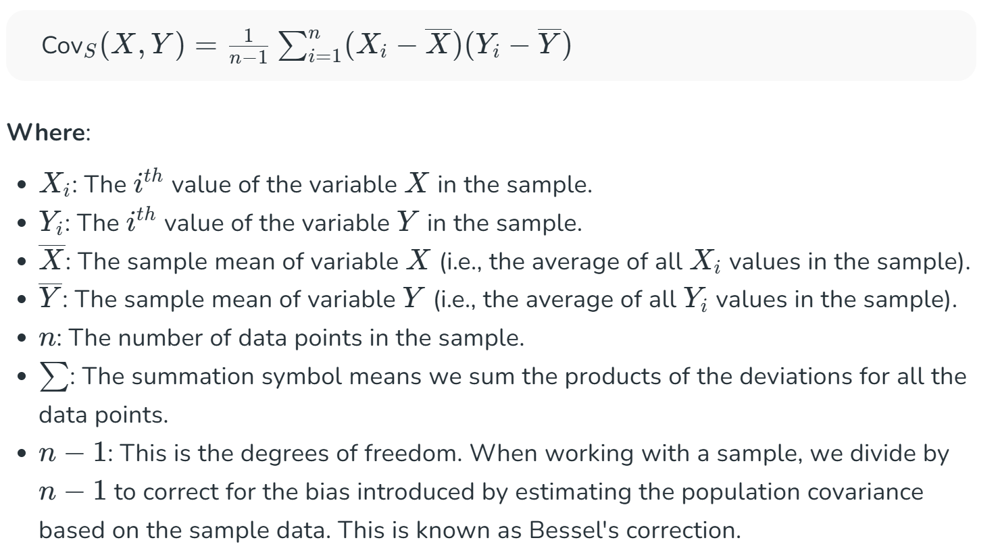 Cov_S(X, Y) = \frac{1}{n-1} \sum_{i=1}^{n} (X_i − \overline{X})(Y_i − \overline{Y})
Where:
• X_i: The i^{th} value of the variable X in the sample.
• Y_i: The i^{th} value of the variable Y in the sample.
• \overline{X}: The sample mean of variable X (i.e., the average of all X_i values in the sample).
• \overline{Y}: The sample mean of variable Y (i.e., the average of all Y_i values in the sample).
• n: The number of data points in the sample.
• ∑: The summation symbol means we sum the products of the deviations for all the
data points.
• n − 1: This is the degrees of freedom. When working with a sample, we divide by
n − 1 to correct for the bias introduced by estimating the population covariance
based on the sample data. This is known as Bessel's correction.